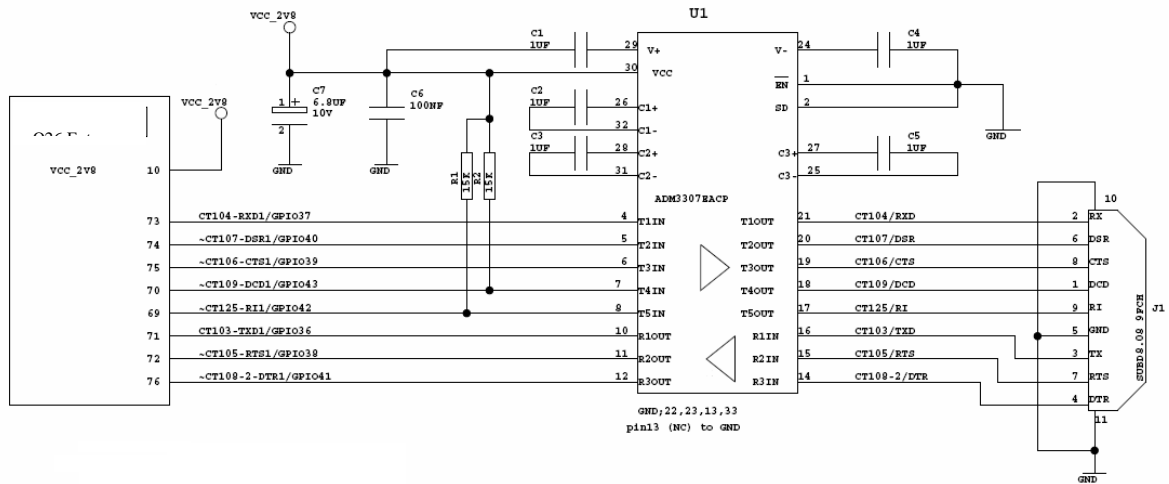 U1
VCC_2V8
C1
1UF
29
V+
30
VCC
C2
1UF
26
C1+
32
C1-
C3
1UF
28
C2+
31
C2-
V-
24
C4
1UF
EN
1
SD
2
GND
27
C3+
C5
1UF
25
C3-
ADM3307EACP
C7
6.8UF
10V
1
+
2
GND
C6
100NF
GND
R1
15K
R2
15K
VCC_2V8
VCC_2V8
10
73 CT104-RXD1/GPIO37 4 T1IN T1OUT 21 CT104/RXD 2 RX
74 ~CT107-DSR1/GPIO40 5 T2IN T2OUT 20 CT107/DSR 6 DSR
75 ~CT106-CTS1/GPIO39 6 T3IN T3OUT 19 CT106/CTS 8 CTS
70 ~CT109-DCD1/GPIO43 7 T4IN T4OUT 18 CT109/DCD 1 DCD
69 ~CT125-RI1/GPIO42 8 T5IN T5OUT 17 CT125/RI 9 RI
5 GND
71 CT103-TXD1/GPIO36 10 R1OUT R1IN 16 CT103/TXD 3 TX
72 ~CT105-RTS1/GPIO38 11 R2OUT R2IN 15 CT105/RTS 7 RTS
76 ~CT108-2-DTR1/GPIO41 12 R3OUT R3IN 14 CT108-2/DTR 4 DTR
10
11
J1
SUBD8.08 9FCH
GND
GND;22,23,13,33
pin13 (NC) to GND